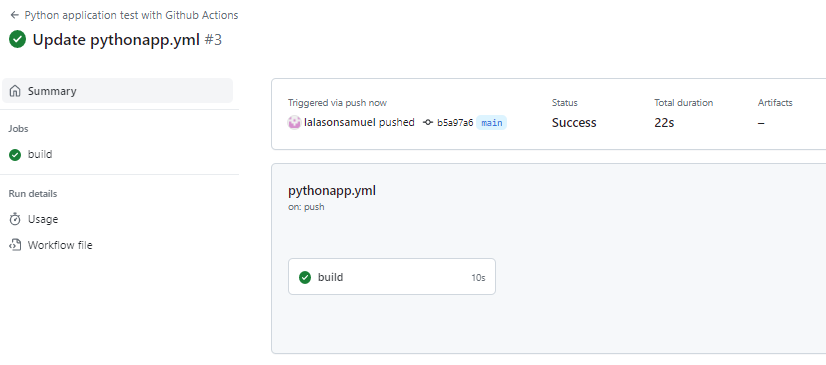 ← Python application test with Github Actions
Update pythonapp.yml #3
Summary
Jobs
build
Run details
Usage
Workflow file
Triggered via push now
lalasonsamuel pushed b5a97a6 main
Status
Success
Total duration
22s
Artifacts
–
pythonapp.yml
on: push
build 10s